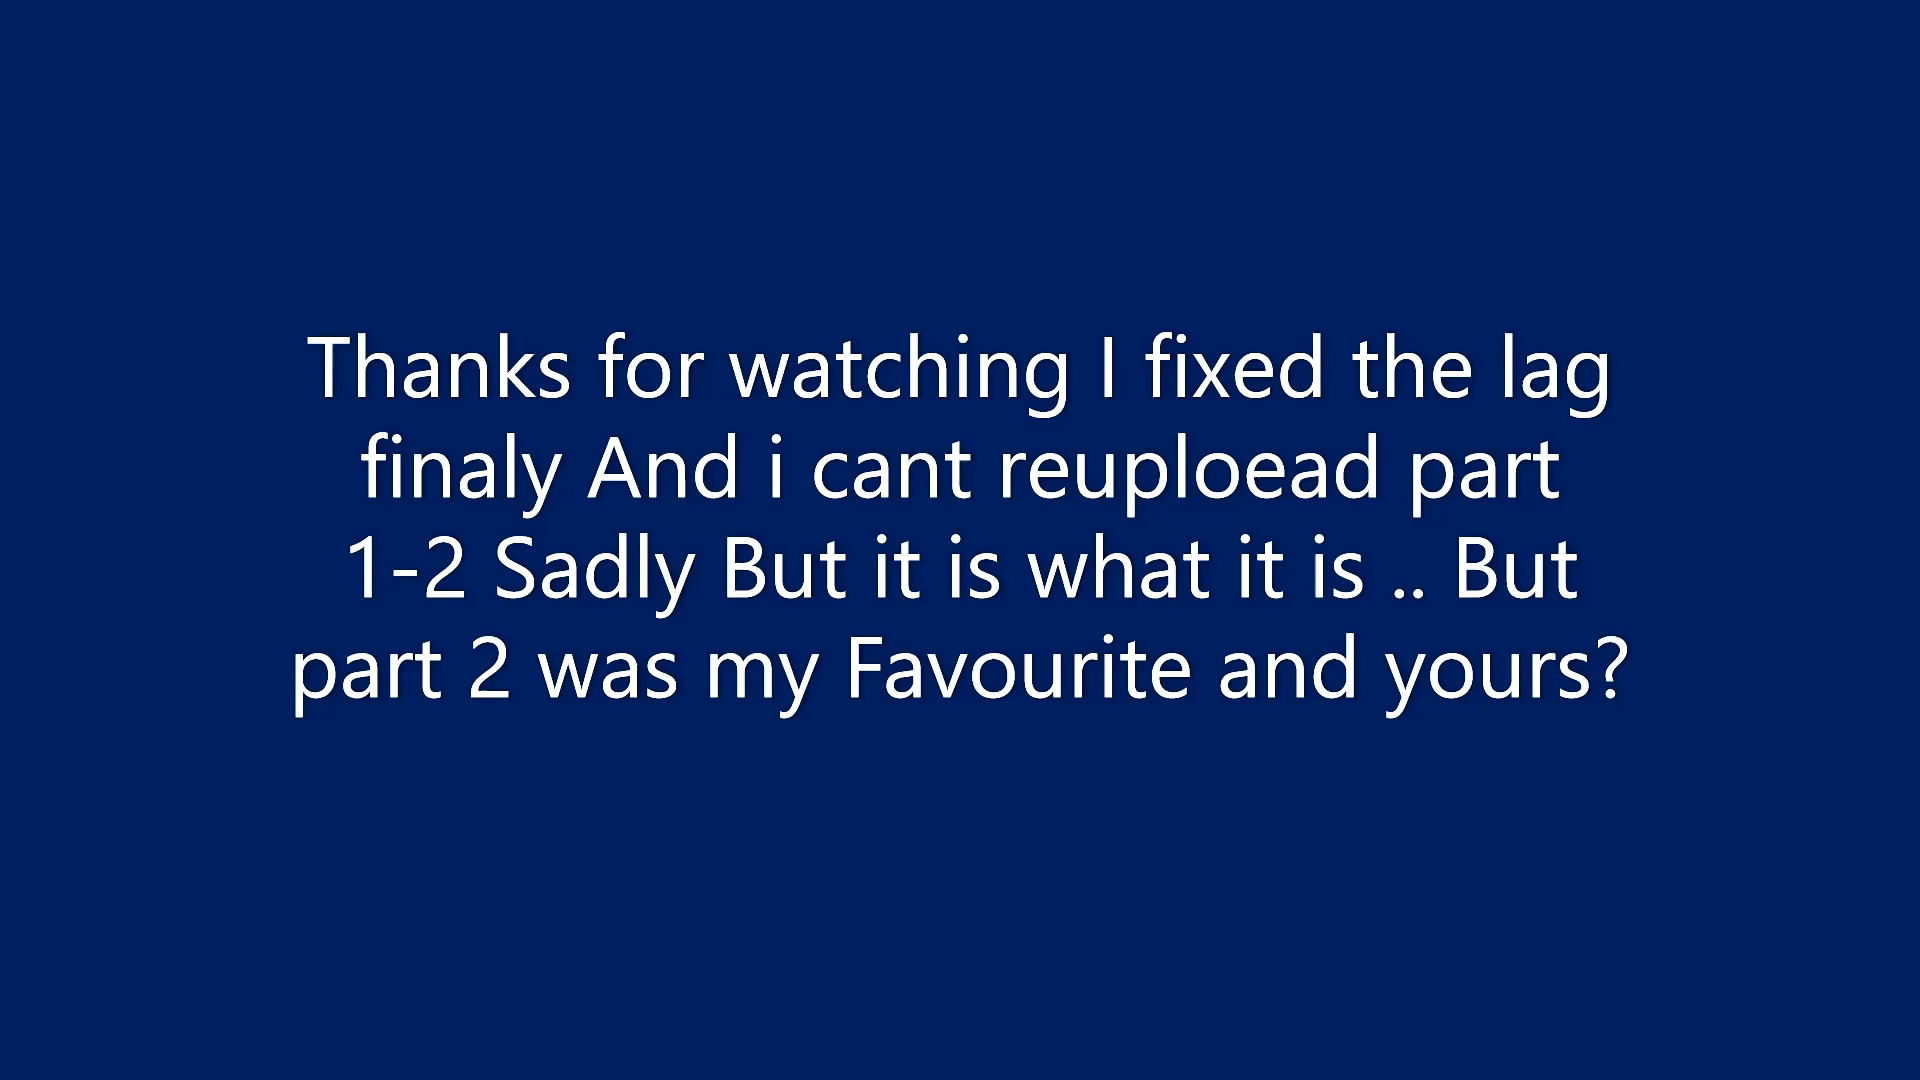 Thanks for watching I fixed the lag
finaly And i cant reuploead part
1-2 Sadly But it is what it is .. But
part 2 was my Favourite and yours?